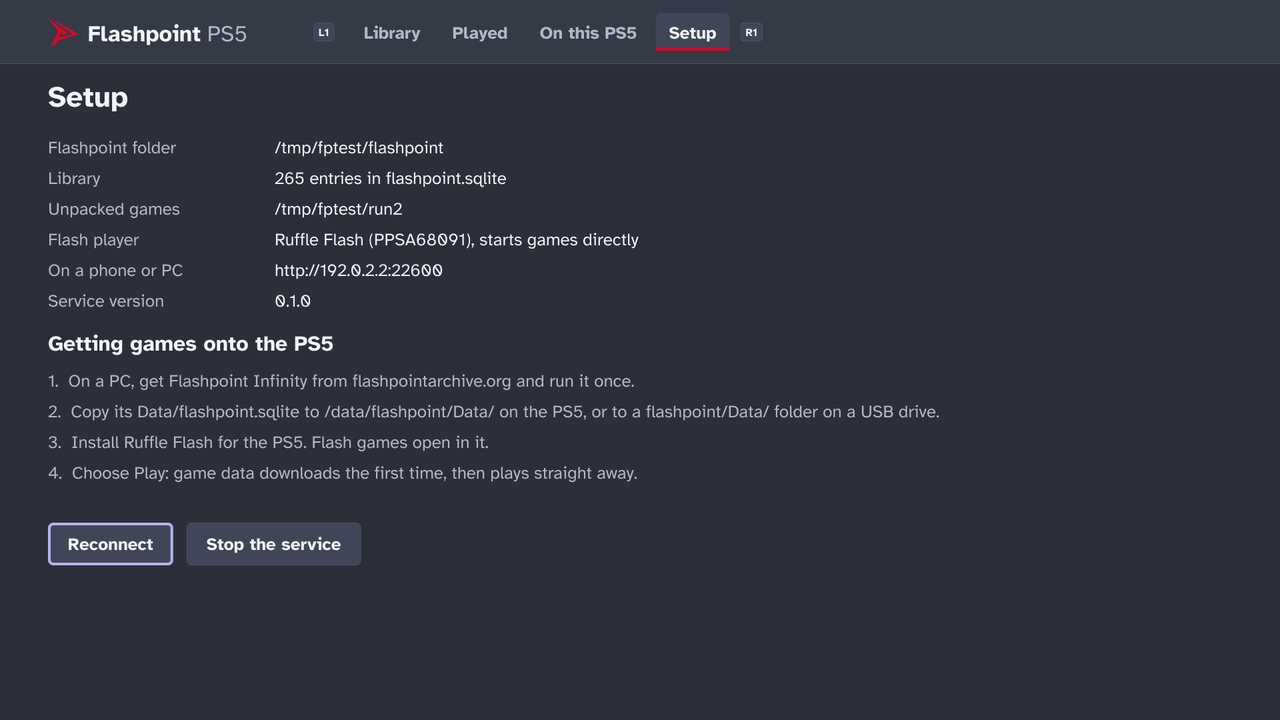 Flashpoint PS5
L1 Library Played On this PS5 Setup R1
Setup
Flashpoint folder /tmp/fptest/flashpoint
Library 265 entries in flashpoint.sqlite
Unpacked games /tmp/fptest/run2
Flash player Ruffle Flash (PPSA68091), starts games directly
On a phone or PC http://192.0.2.2:22600
Service version 0.1.0
Getting games onto the PS5
1. On a PC, get Flashpoint Infinity from flashpointarchive.org and run it once.
2. Copy its Data/flashpoint.sqlite to /data/flashpoint/Data/ on the PS5, or to a flashpoint/Data/ folder on a USB drive.
3. Install Ruffle Flash for the PS5. Flash games open in it.
4. Choose Play: game data downloads the first time, then plays straight away.
Reconnect Stop the service